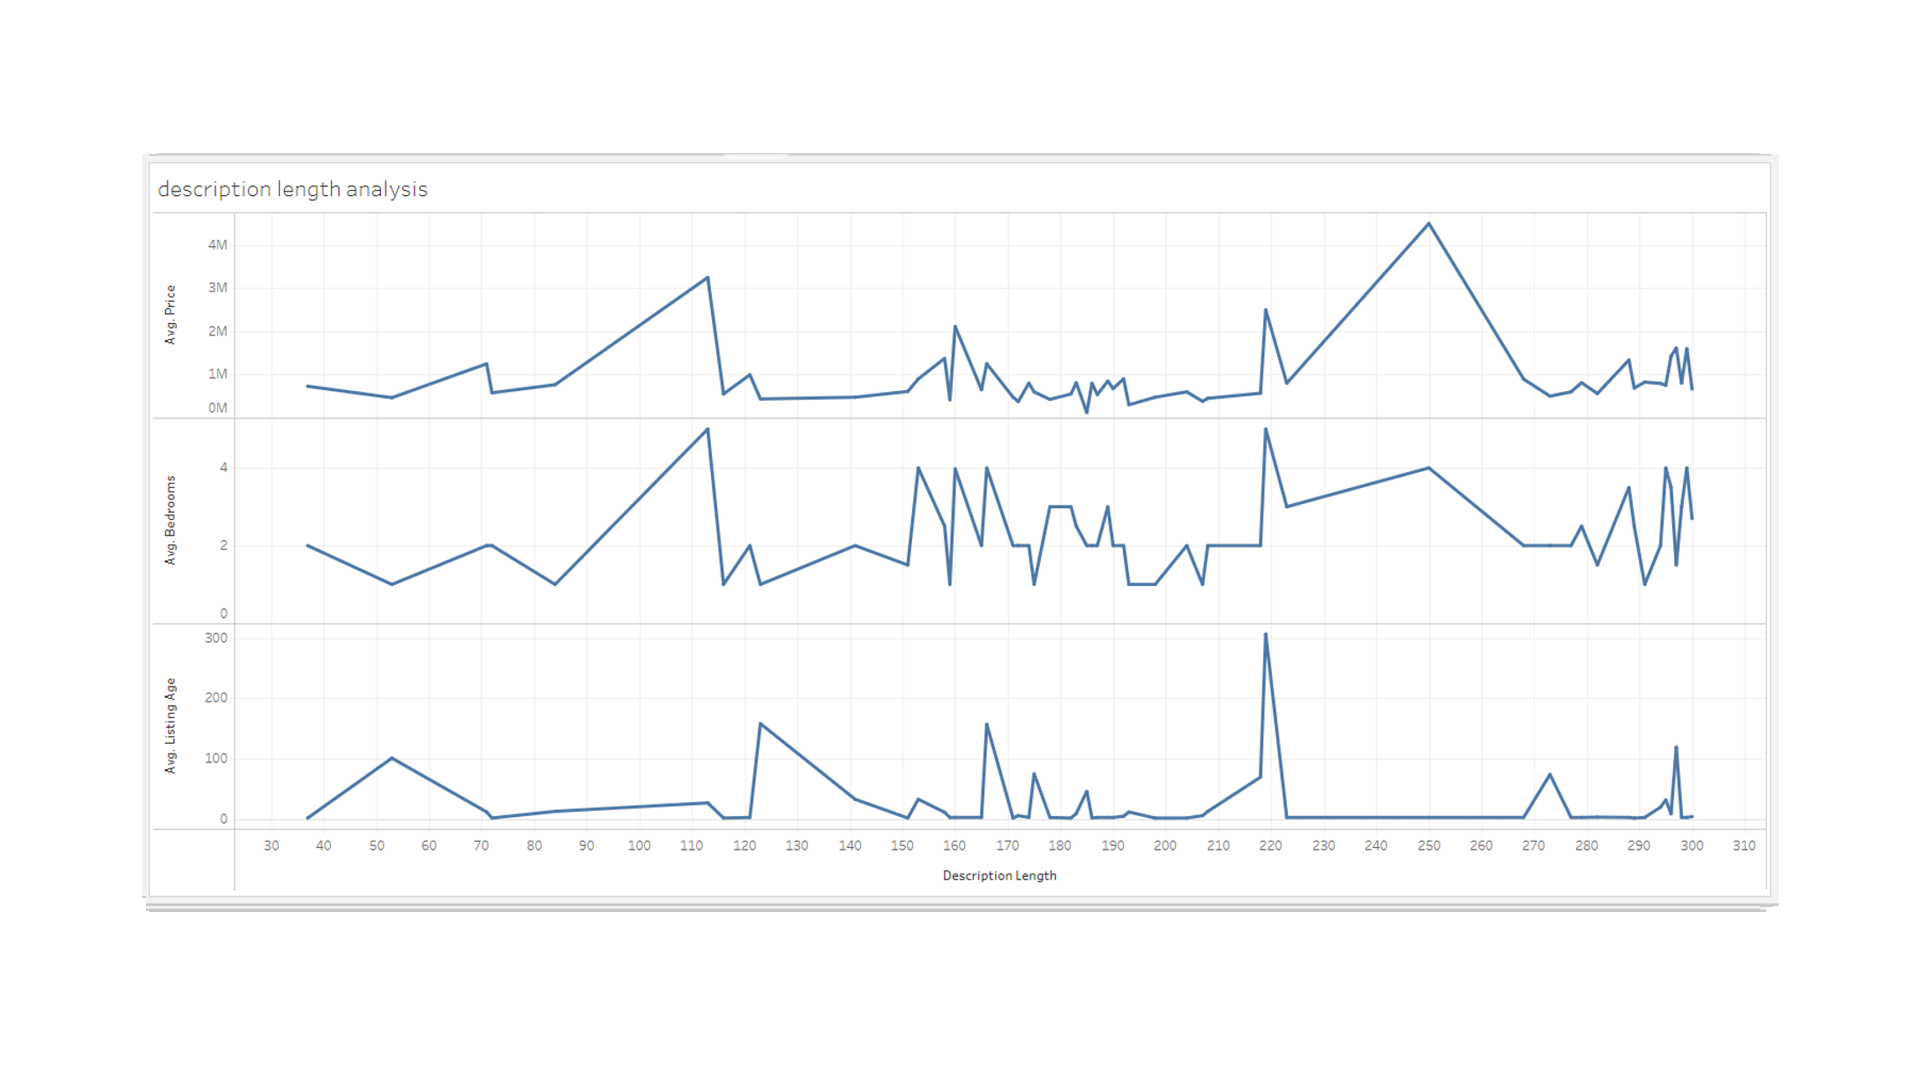 description length analysis
Avg. Price
4M
3M
2M
1M
0M
Avg. Bedrooms
4
2
0
Avg. Listing Age
300
200
100
0
30 40 50 60 70 80 90 100 110 120 130 140 150 160 170 180 190 200 210 220 230 240 250 260 270 280 290 300 310
Description Length